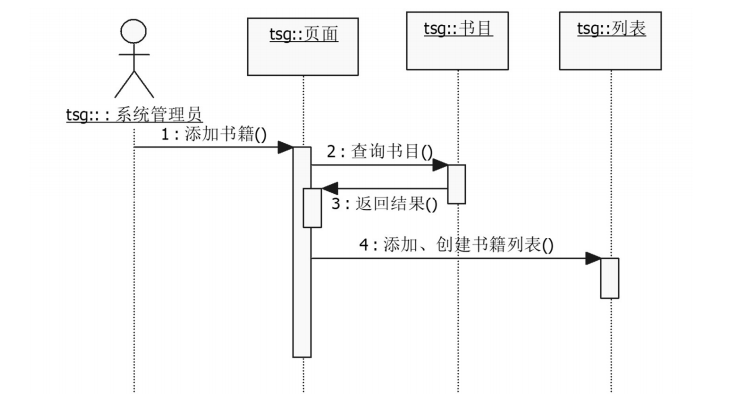 tsg::页面
tsg::书目
tsg::列表
tsg::：系统管理员
1：添加书籍()
2：查询书目()
3：返回结果()
4：添加、创建书籍列表()